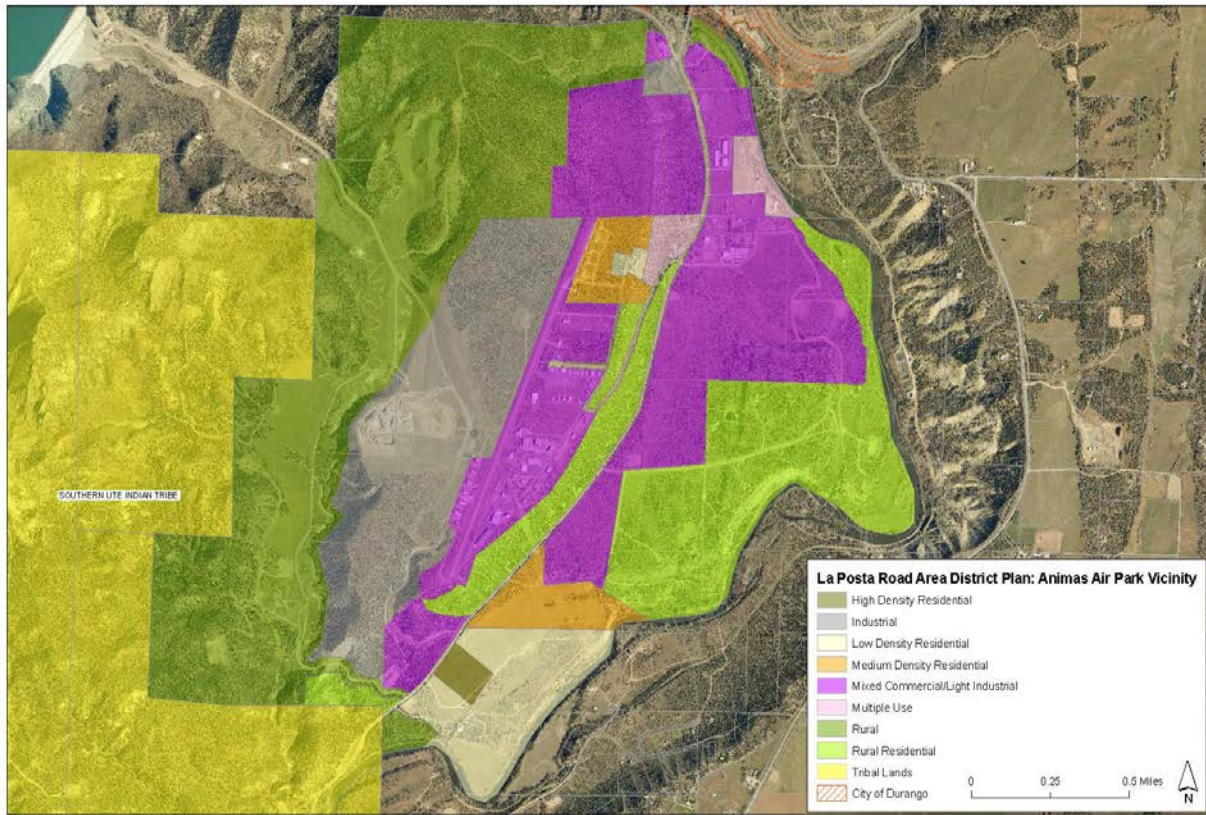 SOUTHERN UTE INDIAN TRIBE
La Posta Road Area District Plan: Animas Air Park Vicinity
High Density Residential
Industrial
Low Density Residential
Medium Density Residential
Mixed Commercial/Light Industrial
Multiple Use
Rural
Rural Residential
Tribal Lands
City of Durango
0 0.25 0.5 Miles
N